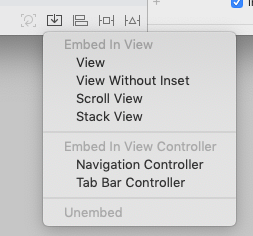 Embed In View
View
View Without Inset
Scroll View
Stack View
Embed In View Controller
Navigation Controller
Tab Bar Controller
Unembed